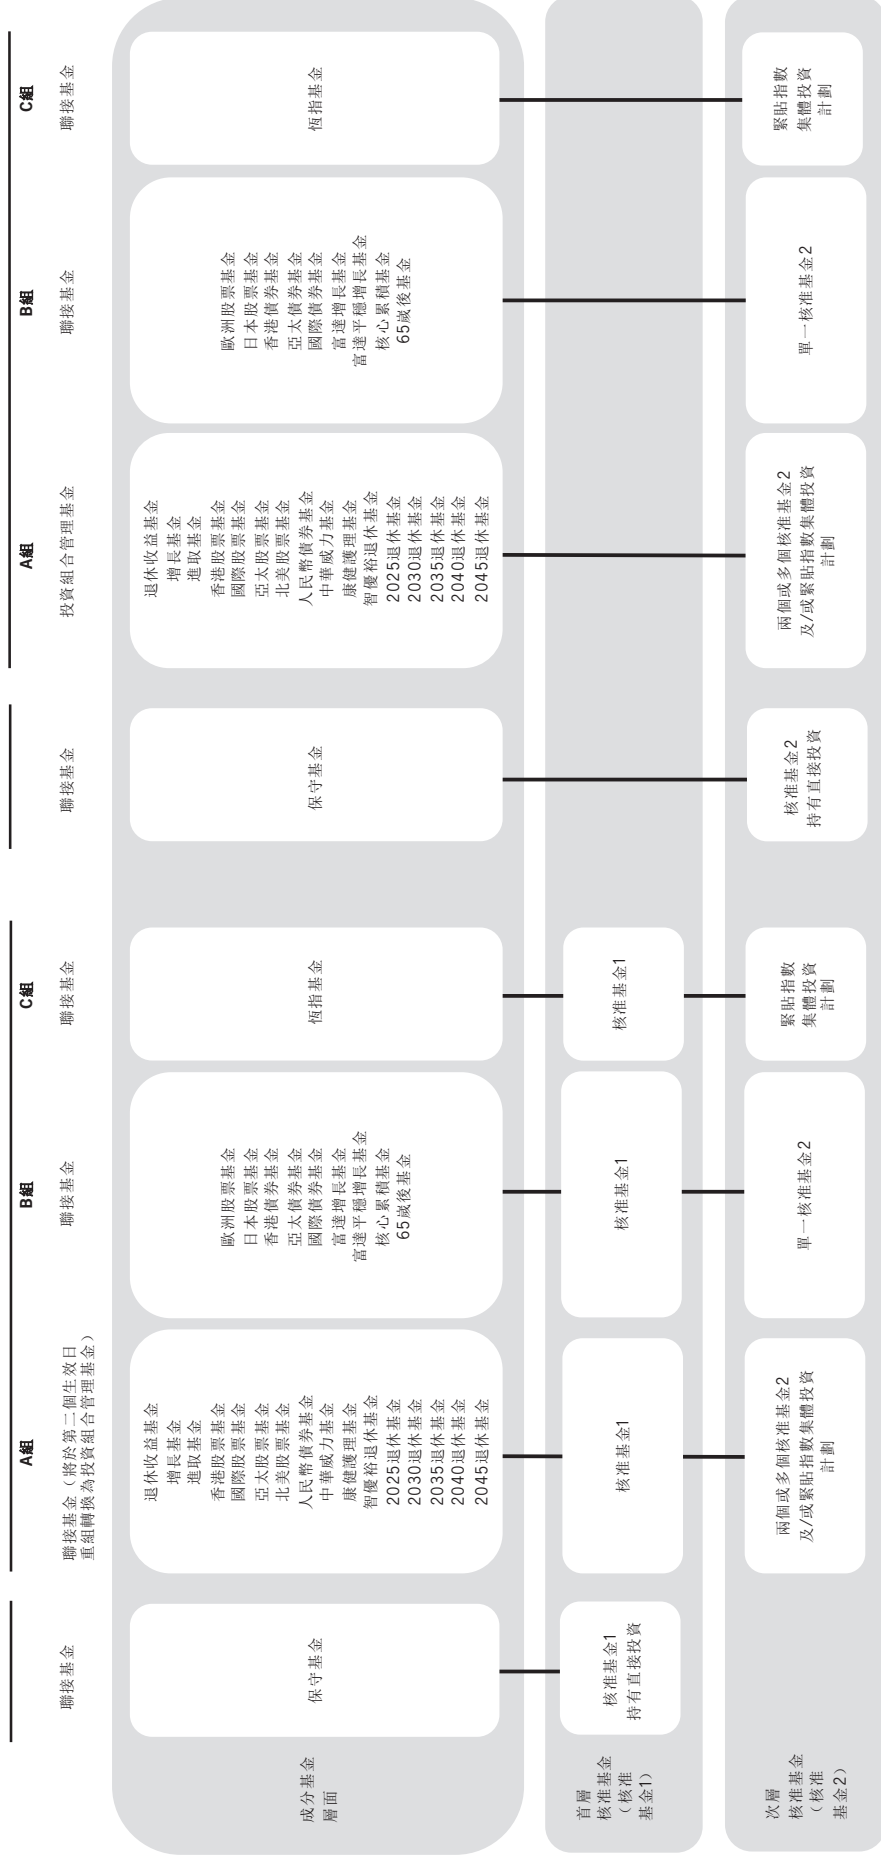 聯接基金
A組
聯接基金（將於第二個生效日
重組轉換為投資組合管理基金）
B組
聯接基金
C組
聯接基金
聯接基金
A組
投資組合管理基金
B組
聯接基金
C組
聯接基金
成分基金
層面
保守基金
退休收益基金
增長基金
進取基金
香港股票基金
國際股票基金
亞太股票基金
北美股票基金
人民幣債券基金
中華威力基金
康健護理基金
智優裕退休基金
2025退休基金
2030退休基金
2035退休基金
2040退休基金
2045退休基金
歐洲股票基金
日本股票基金
香港債券基金
亞太債券基金
國際債券基金
富達增長基金
富達平穩增長基金
核心累積基金
65歲後基金
恆指基金
保守基金
退休收益基金
增長基金
進取基金
香港股票基金
國際股票基金
亞太股票基金
北美股票基金
人民幣債券基金
中華威力基金
康健護理基金
智優裕退休基金
2025退休基金
2030退休基金
2035退休基金
2040退休基金
2045退休基金
歐洲股票基金
日本股票基金
香港債券基金
亞太債券基金
國際債券基金
富達增長基金
富達平穩增長基金
核心累積基金
65歲後基金
恆指基金
首層
核准基金
（核准
基金1）
核准基金1
持有直接投資
核准基金1
核准基金1
核准基金1
次層
核准基金
（核准
基金2）
兩個或多個核准基金2
及/或緊貼指數集體投資
計劃
單一核准基金2
緊貼指數
集體投資
計劃
核准基金2
持有直接投資
兩個或多個核准基金2
及/或緊貼指數集體投資
計劃
單一核准基金2
緊貼指數
集體投資
計劃